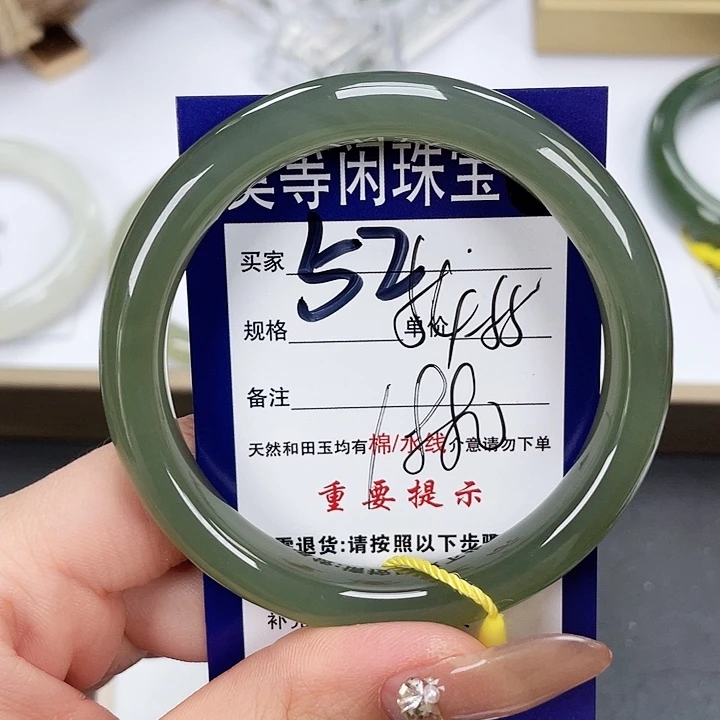 等闲珠宝
买家 52
规格 单价
备注
天然和田玉均有棉/水线介意请勿下单
重要提示
退货:请按照以下步骤